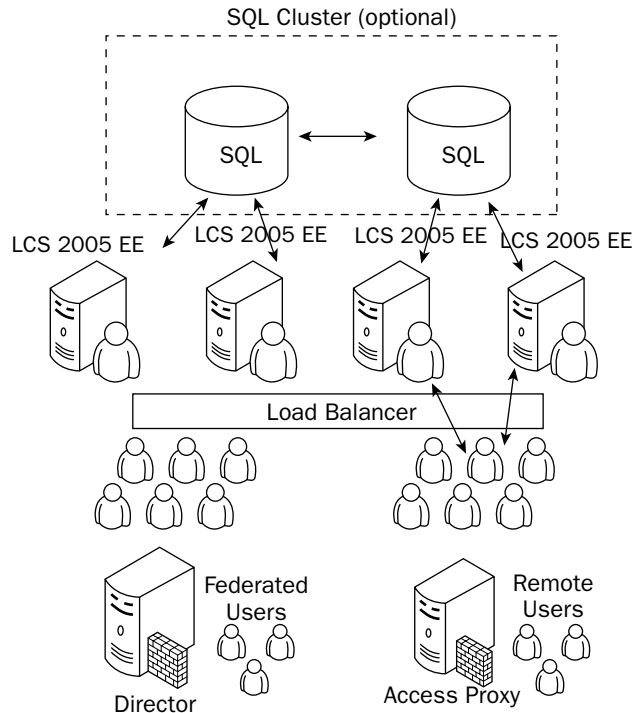 SQL Cluster (optional)
SQL
SQL
LCS 2005 EE
LCS 2005 EE
LCS 2005 EE
LCS 2005 EE
Load Balancer
Federated
Users
Remote
Users
Director
Access Proxy